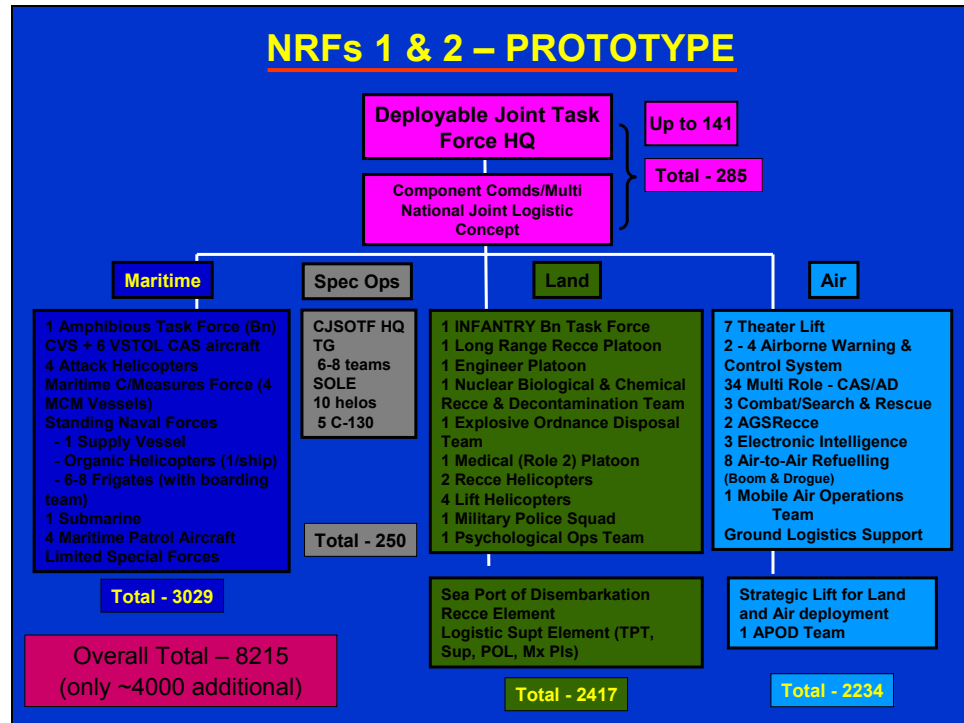 NRFs 1 & 2 – PROTOTYPE
Deployable Joint Task
Force HQ
Up to 141
Total - 285
Component Comds/Multi
National Joint Logistic
Concept
Maritime
1 Amphibious Task Force (Bn)
CVS + 6 VSTOL CAS aircraft
4 Attack Helicopters
Maritime C/Measures Force (4
MCM Vessels)
Standing Naval Forces
- 1 Supply Vessel
- Organic Helicopters (1/ship)
- 6-8 Frigates (with boarding
team)
1 Submarine
4 Maritime Patrol Aircraft
Limited Special Forces
Total - 3029
Spec Ops
CJSOTF HQ
TG
6-8 teams
SOLE
10 helos
5 C-130
Total - 250
Land
1 INFANTRY Bn Task Force
1 Long Range Recce Platoon
1 Engineer Platoon
1 Nuclear Biological & Chemical
Recce & Decontamination Team
1 Explosive Ordnance Disposal
Team
1 Medical (Role 2) Platoon
2 Recce Helicopters
4 Lift Helicopters
1 Military Police Squad
1 Psychological Ops Team
Sea Port of Disembarkation
Recce Element
Logistic Supt Element (TPT,
Sup, POL, Mx Pls)
Total - 2417
Air
7 Theater Lift
2 - 4 Airborne Warning &
Control System
34 Multi Role - CAS/AD
3 Combat/Search & Rescue
2 AGSRecce
3 Electronic Intelligence
8 Air-to-Air Refuelling
(Boom & Drogue)
1 Mobile Air Operations
Team
Ground Logistics Support
Strategic Lift for Land
and Air deployment
1 APOD Team
Total - 2234
Overall Total – 8215
(only ~4000 additional)